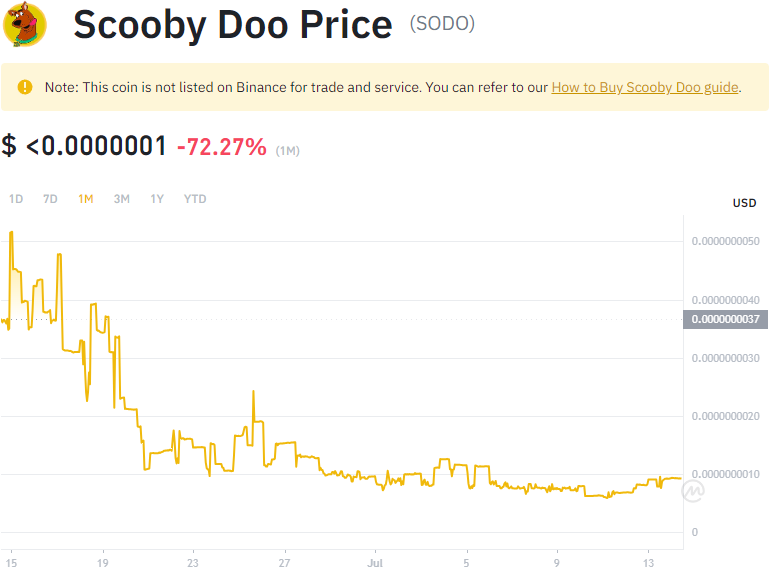 Scooby Doo Price (SODO)
Note: This coin is not listed on Binance for trade and service. You can refer to our How to Buy Scooby Doo guide.
$ <0.0000001 -72.27% (1M)
1D 7D 1M 3M 1Y YTD
USD
0.0000000050
0.0000000040
0.0000000037
0.0000000030
0.0000000020
0.0000000010
0
15 19 23 27 Jul 5 9 13